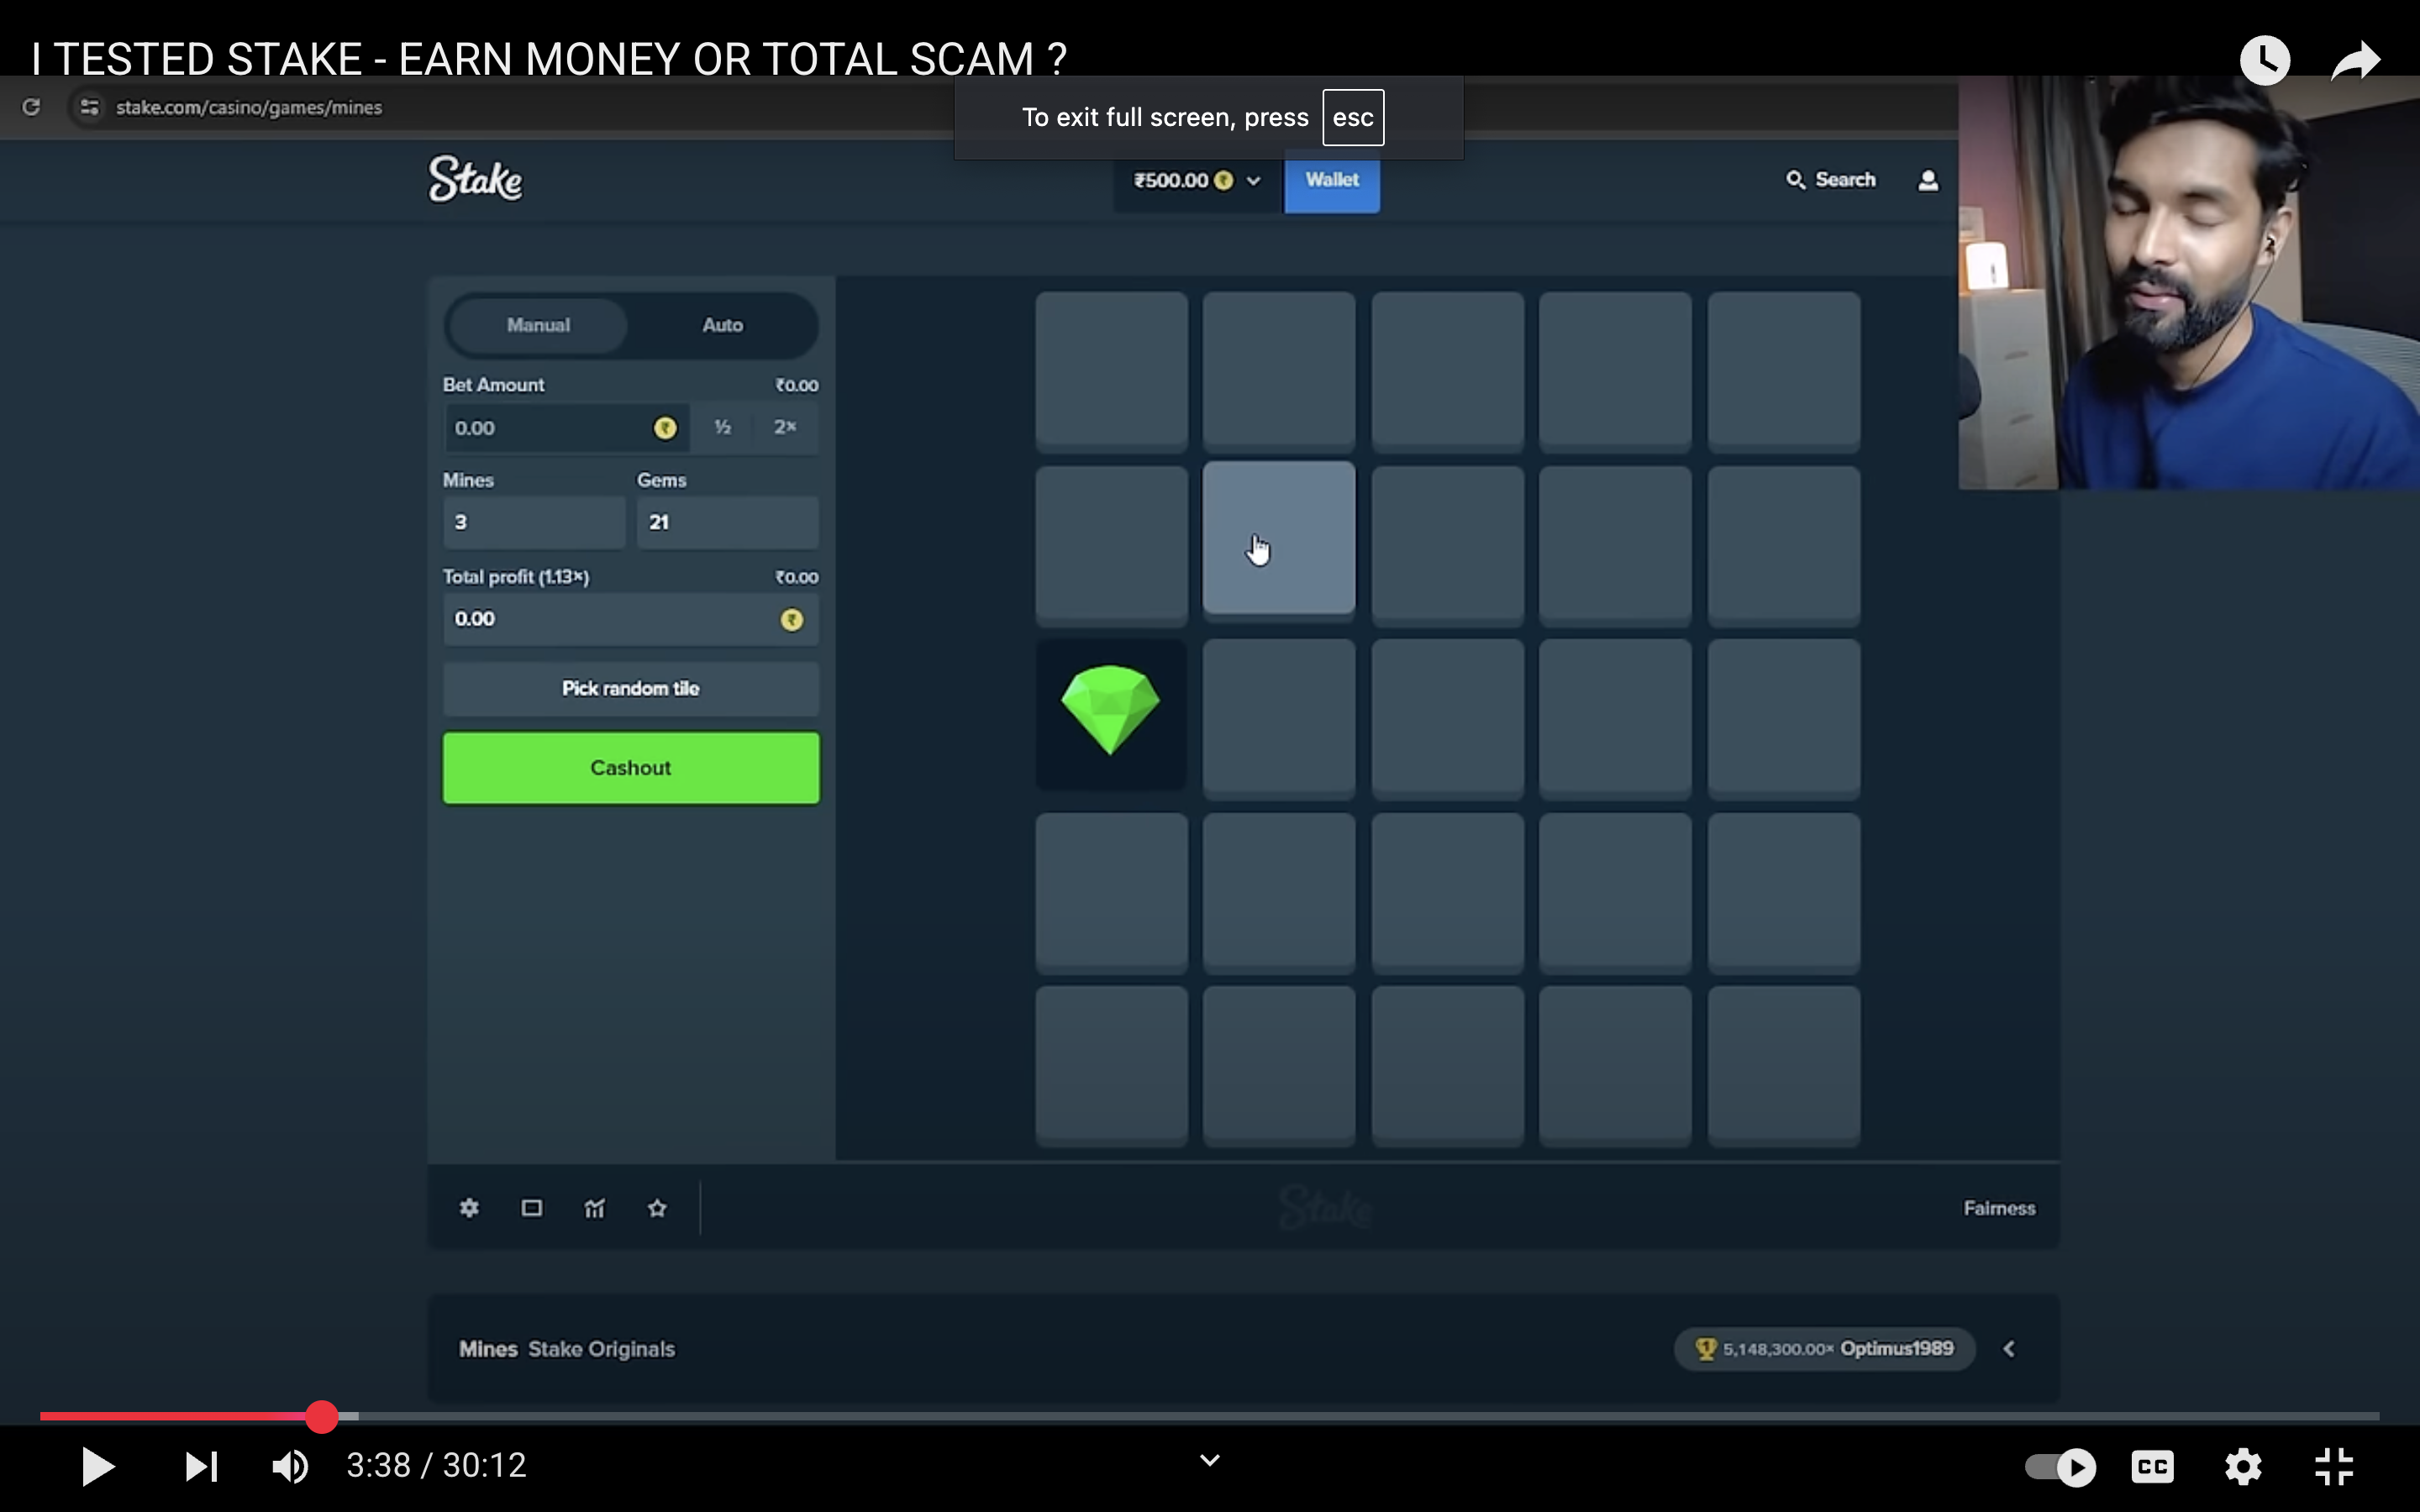 I TESTED STAKE - EARN MONEY OR TOTAL SCAM ?
stake.com/casino/games/mines
To exit full screen, press esc
Stake
₹500.00 ₹
Wallet
Search
Manual Auto
Bet Amount ₹0.00
0.00 ₹ ½ 2×
Mines Gems
3 21
Total profit (1.13×) ₹0.00
0.00 ₹
Pick random tile
Cashout
Stake
Fairness
Mines Stake Originals
1 5,148,300.00× Optimus1989
3:38 / 30:12
CC